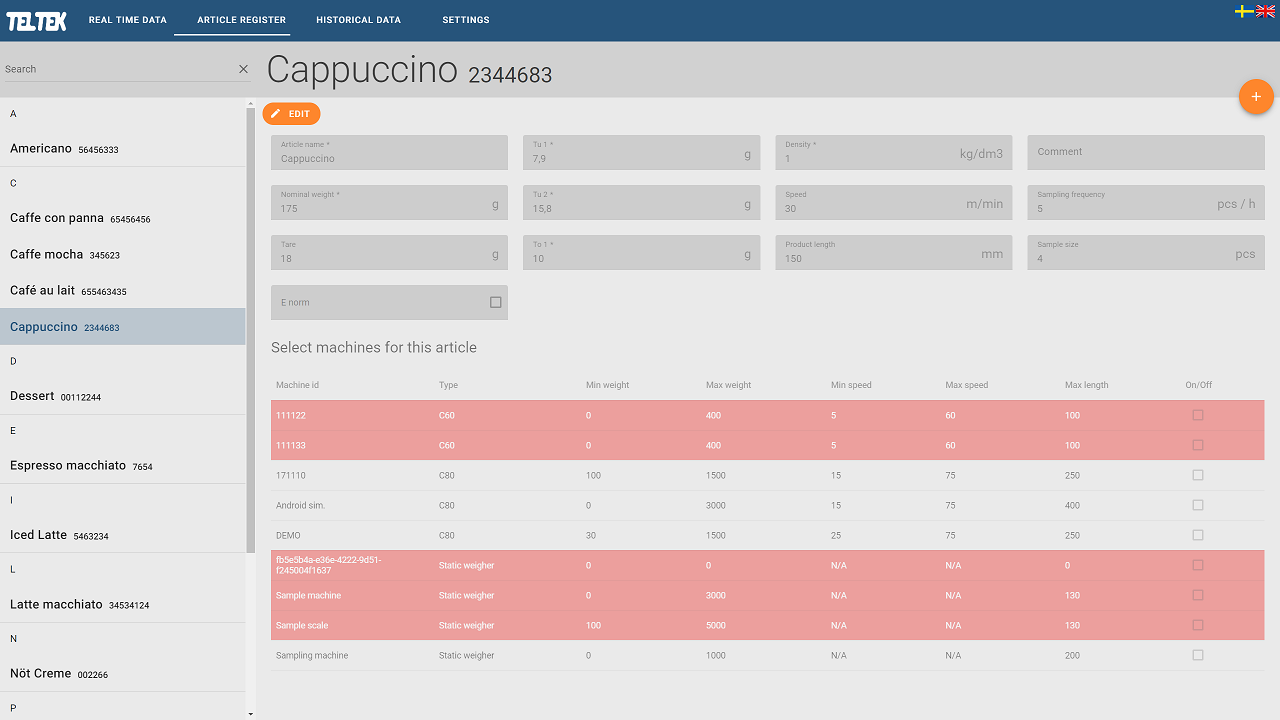 TELTEK
REAL TIME DATA
ARTICLE REGISTER
HISTORICAL DATA
SETTINGS
Search
Cappuccino 2344683
A
Americano 56456333
C
Caffe con panna 65456456
Caffe mocha 345623
Café au lait 655463435
Cappuccino 2344683
D
Dessert 00112244
E
Espresso macchiato 7654
I
Iced Latte 5463234
L
Latte macchiato 34534124
N
Nöt Creme 002266
P
EDIT
Article name *
Cappuccino
Tu 1 *
7,9 g
Density *
1 kg/dm3
Comment
Nominal weight *
175 g
Tu 2 *
15,8 g
Speed
30 m/min
Sampling frequency
5 pcs / h
Tare
18 g
To 1 *
10 g
Product length
150 mm
Sample size
4 pcs
E norm
Select machines for this article
Machine id Type Min weight Max weight Min speed Max speed Max length On/Off
111122 C60 0 400 5 60 100
111133 C60 0 400 5 60 100
171110 C80 100 1500 15 75 250
Android sim. C80 0 3000 15 75 400
DEMO C80 30 1500 25 75 250
fb5e5b4a-e36e-4222-9d51-
f245004f1637 Static weigher 0 0 N/A N/A 0
Sample machine Static weigher 0 3000 N/A N/A 130
Sample scale Static weigher 100 5000 N/A N/A 130
Sampling machine Static weigher 0 1000 N/A N/A 200